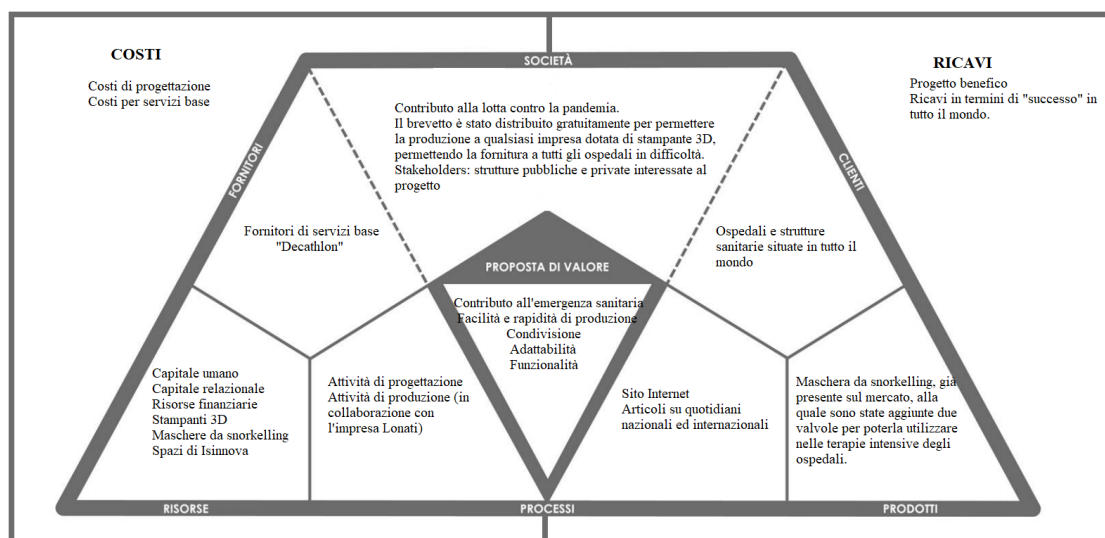 COSTI
Costi di progettazione
Costi per servizi base
RICAVI
Progetto benefico
Ricavi in termini di "successo" in
tutto il mondo.
SOCIETÀ
Contributo alla lotta contro la pandemia.
Il brevetto è stato distribuito gratuitamente per permettere
la produzione a qualsiasi impresa dotata di stampante 3D,
permettendo la fornitura a tutti gli ospedali in difficoltà.
Stakeholders: strutture pubbliche e private interessate al
progetto
FORNITORI
Fornitori di servizi base
"Decathlon"
CLIENTI
Ospedali e strutture
sanitarie situate in tutto il
mondo
PROPOSTA DI VALORE
Contributo all'emergenza sanitaria
Facilità e rapidità di produzione
Condivisione
Adattabilità
Funzionalità
Capitale umano
Capitale relazionale
Risorse finanziarie
Stampanti 3D
Maschere da snorkelling
Spazi di Isinnova
Attività di progettazione
Attività di produzione (in
collaborazione con
l'impresa Lonati)
Sito Internet
Articoli su quotidiani
nazionali ed internazionali
Maschera da snorkelling, già
presente sul mercato, alla
quale sono state aggiunte due
valvole per poterla utilizzare
nelle terapie intensive degli
ospedali.
RISORSE
PROCESSI
PRODOTTI